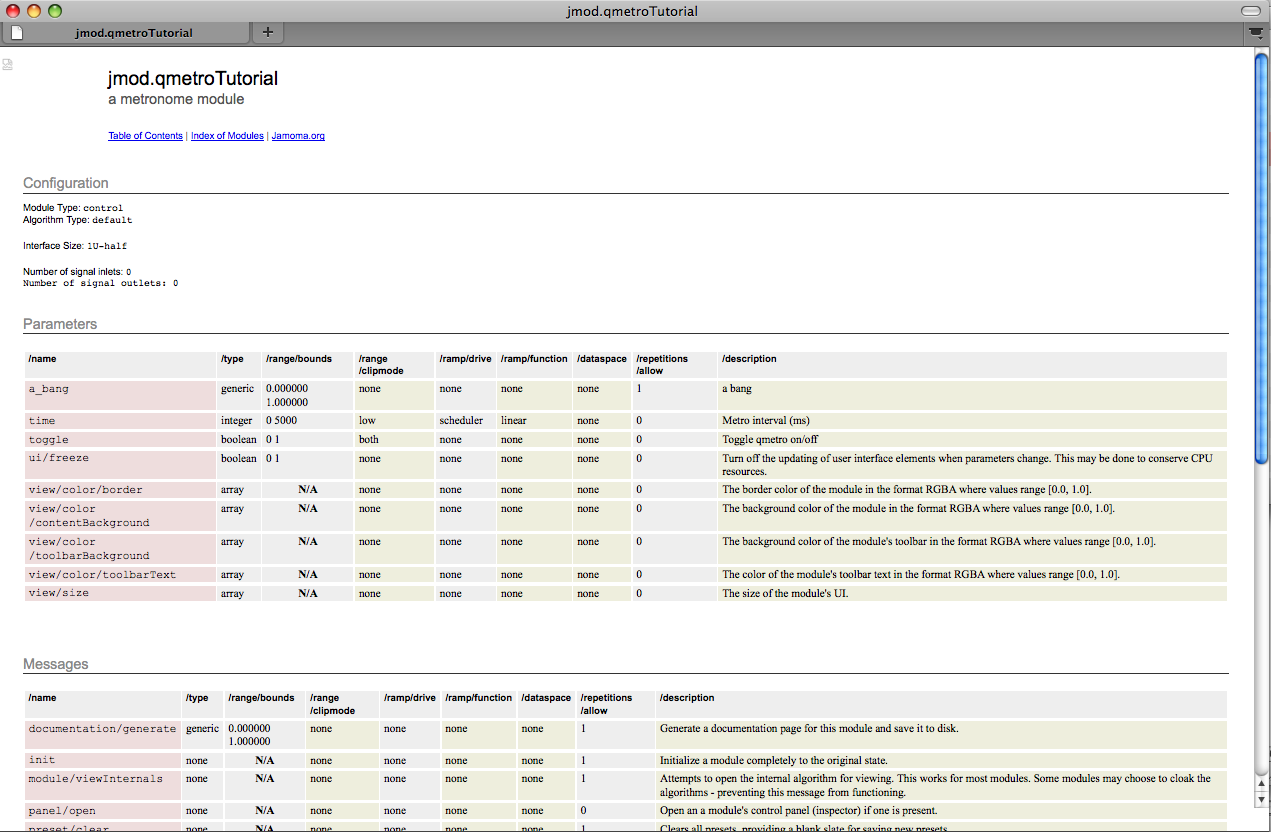 jmod.qmetroTutorial
jmod.qmetroTutorial
jmod.qmetroTutorial
a metronome module
Table of Contents | Index of Modules | Jamoma.org
Configuration
Module Type: control
Algorithm Type: default
Interface Size: 1U-half
Number of signal inlets: 0
Number of signal outlets: 0
Parameters
/name /type /range/bounds /range /ramp/drive /ramp/function /dataspace /repetitions /description
/clipmode /allow
a_bang generic 0.000000 none none none none 1 a bang
1.000000
time integer 0 5000 low scheduler linear none 0 Metro interval (ms)
toggle boolean 0 1 both none none none 0 Toggle qmetro on/off
ui/freeze boolean 0 1 none none none none 0 Turn off the updating of user interface elements when parameters change. This may be done to conserve CPU
resources.
view/color/border array N/A none none none none 0 The border color of the module in the format RGBA where values range [0.0, 1.0].
view/color array N/A none none none none 0 The background color of the module in the format RGBA where values range [0.0, 1.0].
/contentBackground
view/color array N/A none none none none 0 The background color of the module's toolbar in the format RGBA where values range [0.0, 1.0].
/toolbarBackground
view/color/toolbarText array N/A none none none none 0 The color of the module's toolbar text in the format RGBA where values range [0.0, 1.0].
view/size array N/A none none none none 0 The size of the module's UI.
Messages
/name /type /range/bounds /range /ramp/drive /ramp/function /dataspace /repetitions /description
/clipmode /allow
documentation/generate generic 0.000000 none none none none 1 Generate a documentation page for this module and save it to disk.
1.000000
init none N/A none none none none 1 Initialize a module completely to the original state.
module/viewInternals none N/A none none none none 1 Attempts to open the internal algorithm for viewing. This works for most modules. Some modules may choose to cloak the
algorithms - preventing this message from functioning.
panel/open none N/A none none none none 0 Open an a module's control panel (inspector) if one is present.
preset/clear none N/A none none none none 1 Clears all presets, providing a blank slate for saving new presets.